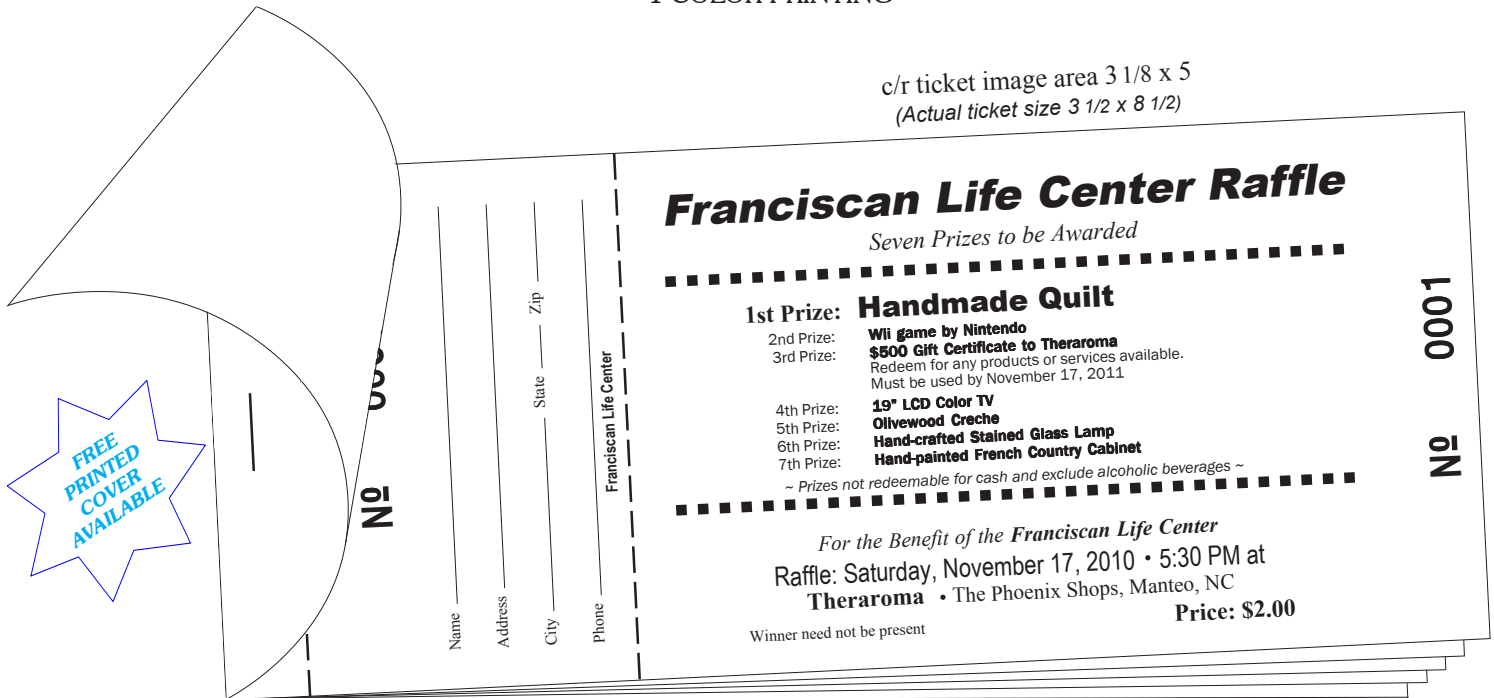 COLOR PRINTING
c/r ticket image area 3 1/8 x 5
(Actual ticket size 3 1/2 x 8 1/2)
FREE
PRINTED
COVER
AVAILABLE
Nº
Name
Address
City State Zip
Phone
Franciscan Life Center
Franciscan Life Center Raffle
Seven Prizes to be Awarded
1st Prize: Handmade Quilt
2nd Prize: Wii game by Nintendo
3rd Prize: $500 Gift Certificate to Theraroma
Redeem for any products or services available.
Must be used by November 17, 2011
4th Prize: 19" LCD Color TV
5th Prize: Olivewood Creche
6th Prize: Hand-crafted Stained Glass Lamp
7th Prize: Hand-painted French Country Cabinet
~ Prizes not redeemable for cash and exclude alcoholic beverages ~
For the Benefit of the Franciscan Life Center
Raffle: Saturday, November 17, 2010 • 5:30 PM at
Theraroma • The Phoenix Shops, Manteo, NC
Price: $2.00
Winner need not be present
Nº 0001